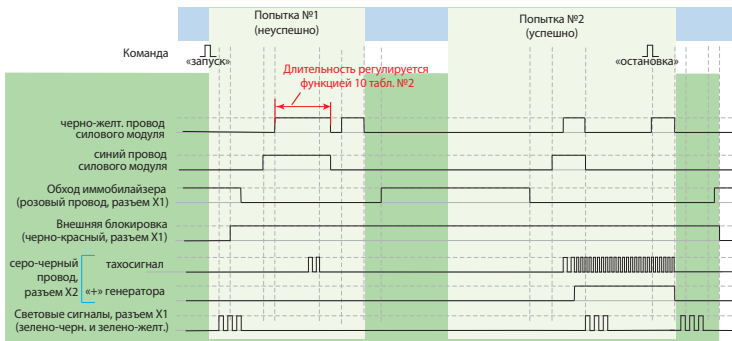 Попытка №1
(неуспешно)
Попытка №2
(успешно)
Команда
«запуск»
«остановка»
Длительность регулируется
функцией 10 табл. №2
черно-желт. провод
силового модуля
синий провод
силового модуля
Обход иммобилайзера
(розовый провод, разъем X1)
Внешняя блокировка
(черно-красный, разъем X1)
серо-черный
провод,
разъем X2
тахосигнал
«+» генератора
Световые сигналы, разъем X1
(зелено-черн. и зелено-желт.)